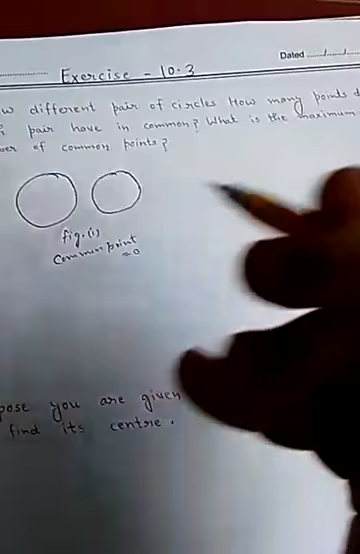 Dated ....../....../......
Exercise - 10.3
different pair of circles How many points
pair have in common? What is the maximum
of common points?
fig.(i)
Common point
=0
you are given
find its centre.